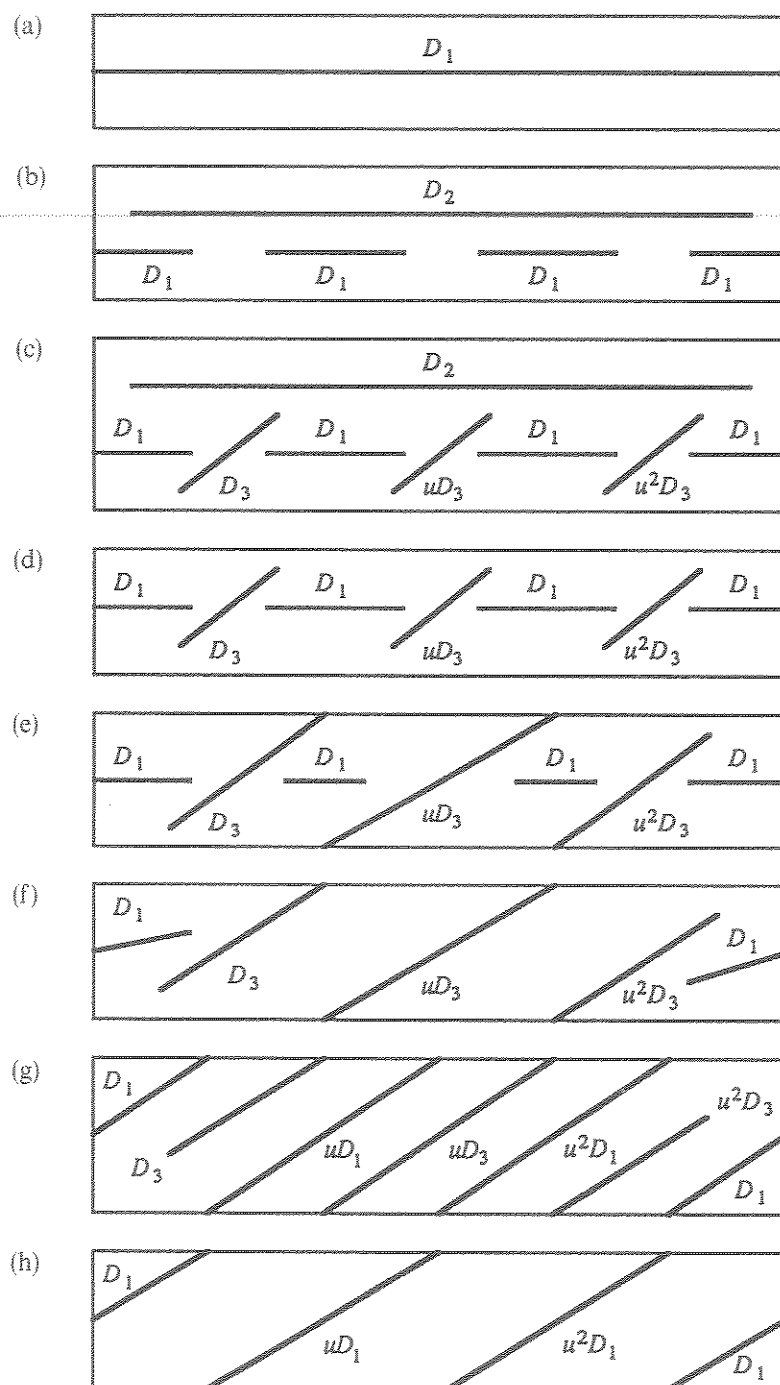 (a)
D₁
(b)
D₂
D₁ D₁ D₁ D₁
(c)
D₂
D₁ D₁ D₁ D₁
D₃ uD₃ u²D₃
(d)
D₁ D₁ D₁ D₁
D₃ uD₃ u²D₃
(e)
D₁ D₁ D₁ D₁
D₃ uD₃ u²D₃
(f)
D₁ D₁
D₃ uD₃ u²D₃
(g)
D₁ u²D₃
D₃ uD₁ uD₃ u²D₁ D₁
(h)
D₁
uD₁ u²D₁ D₁